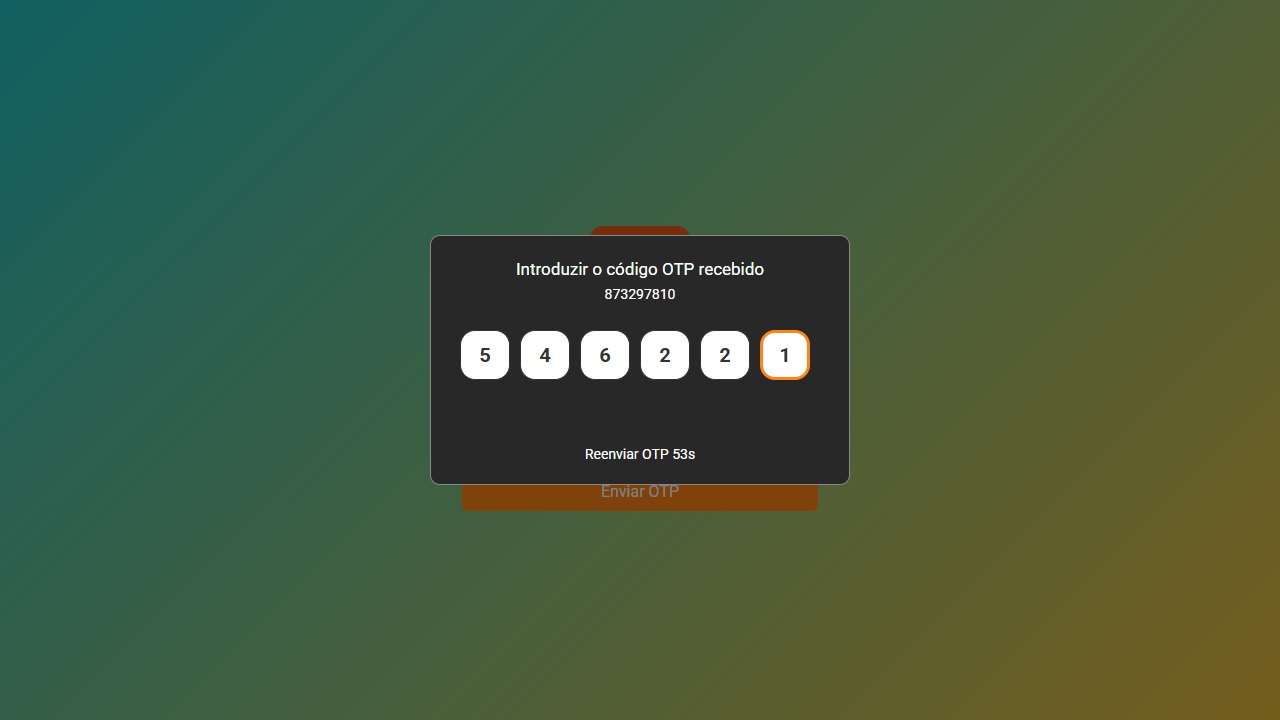 Introduzir o código OTP recebido
873297810
5 4 6 2 2 1
Reenviar OTP 53s
Enviar OTP